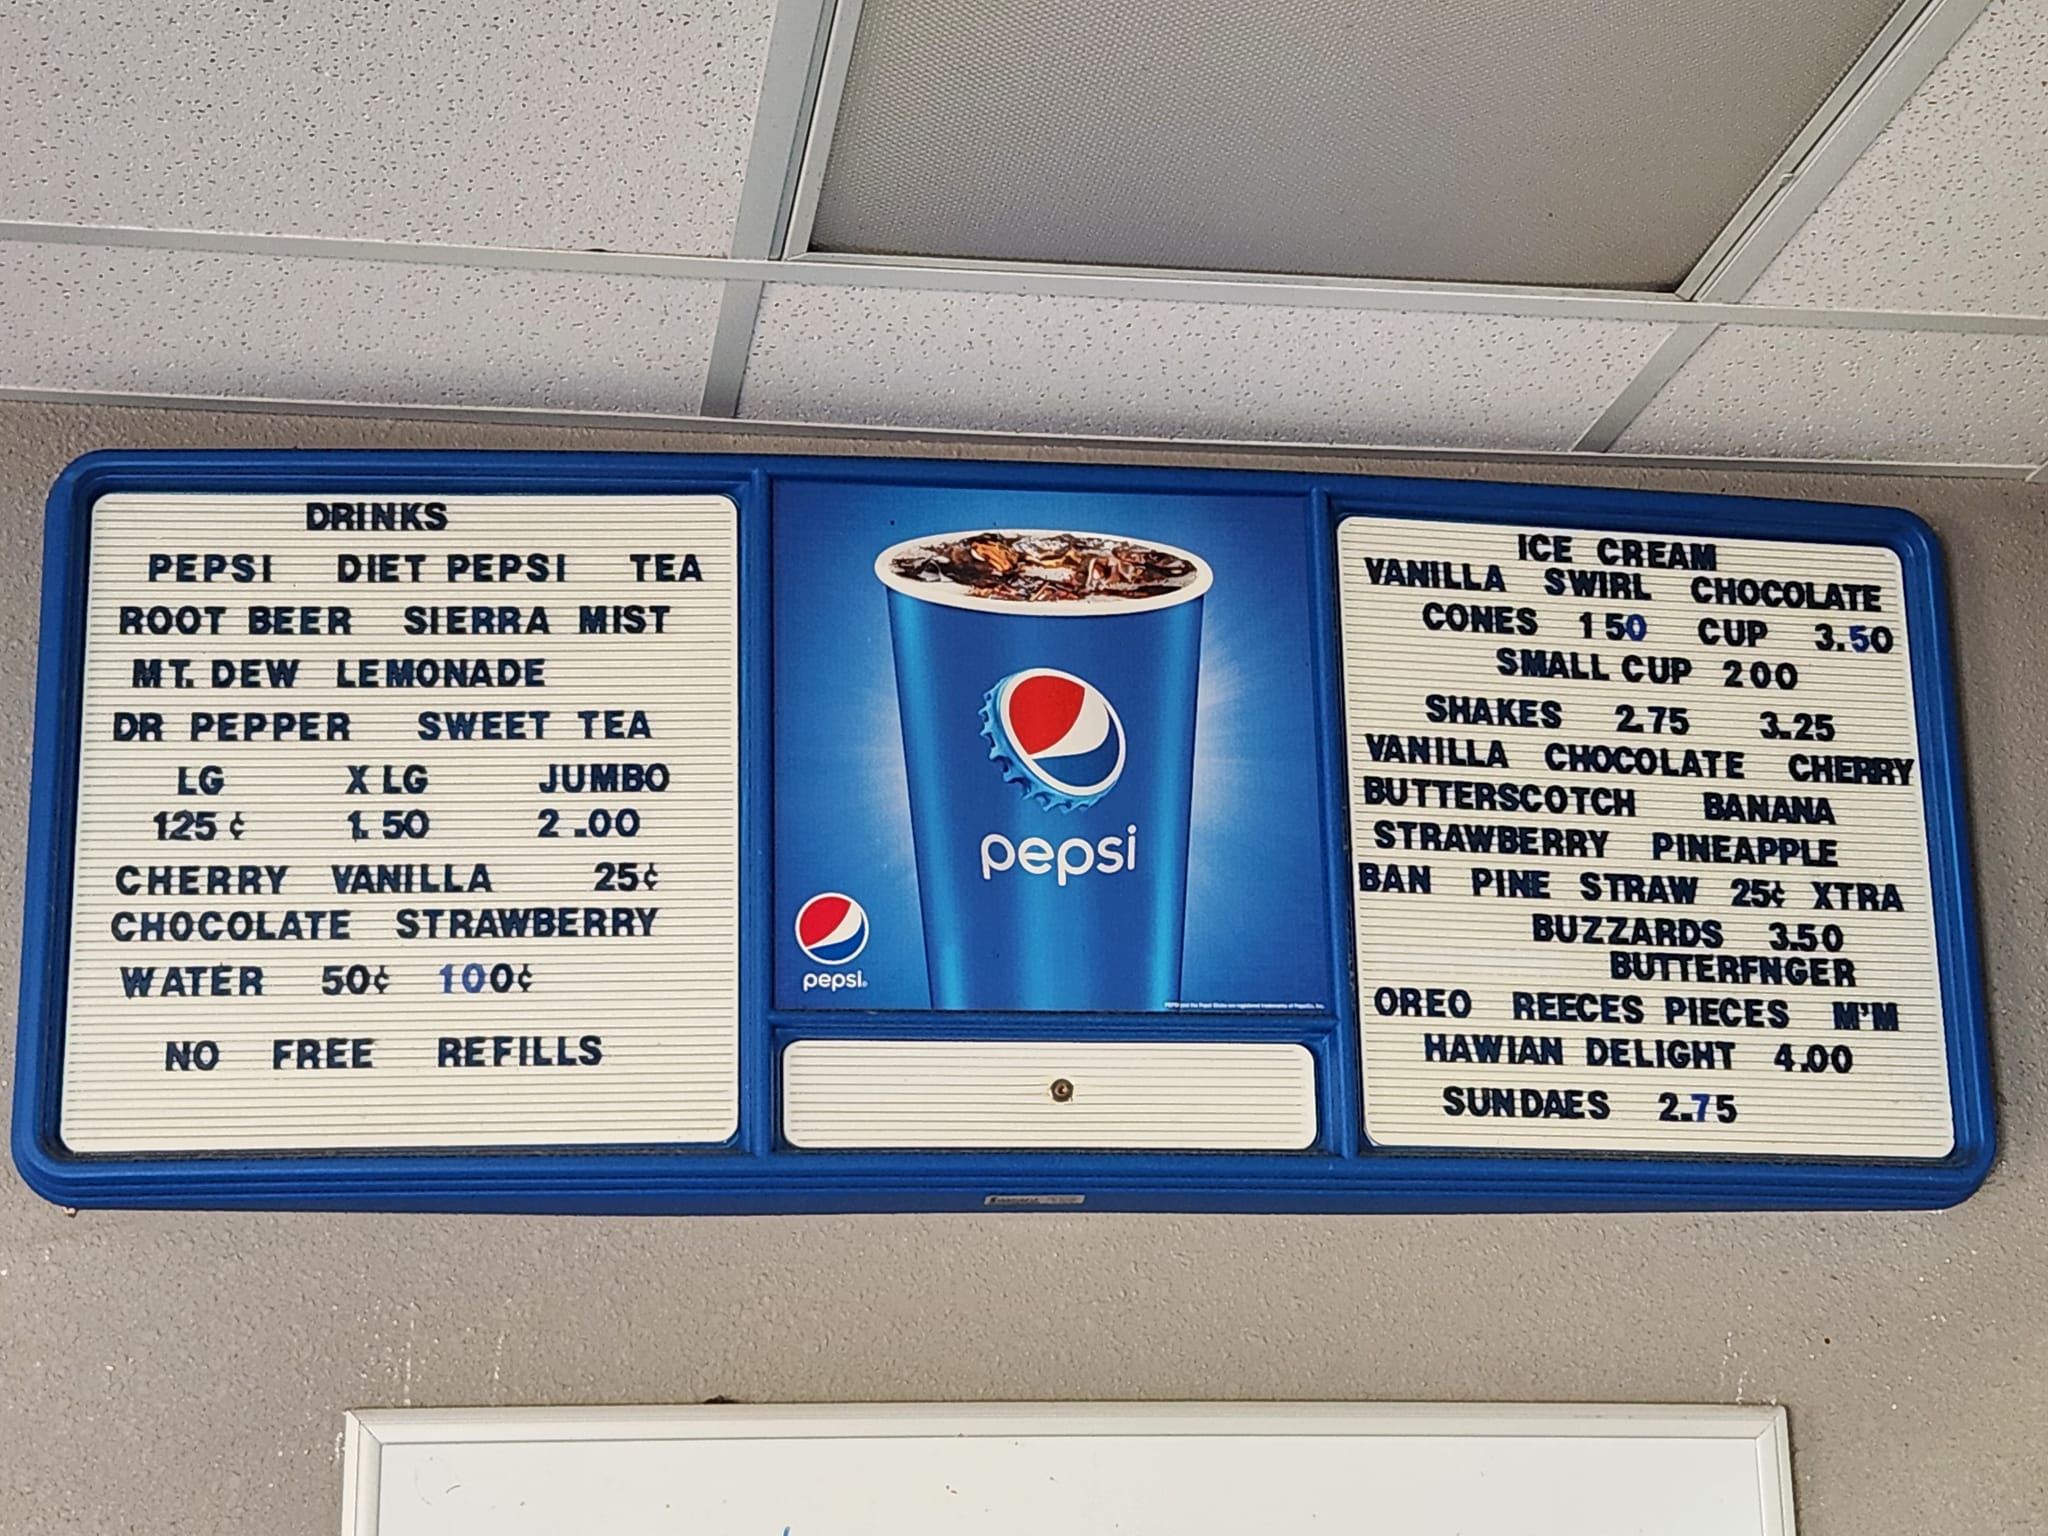 DRINKS
PEPSI DIET PEPSI TEA
ROOT BEER SIERRA MIST
MT. DEW LEMONADE
DR PEPPER SWEET TEA
LG X LG JUMBO
125 ¢ 1.50 2.00
CHERRY VANILLA 25¢
CHOCOLATE STRAWBERRY
WATER 50¢ 100¢
NO FREE REFILLS
pepsi
pepsi
ICE CREAM
VANILLA SWIRL CHOCOLATE
CONES 150 CUP 3.50
SMALL CUP 200
SHAKES 2.75 3.25
VANILLA CHOCOLATE CHERRY
BUTTERSCOTCH BANANA
STRAWBERRY PINEAPPLE
BAN PINE STRAW 25¢ XTRA
BUZZARDS 3.50
BUTTERFNGER
OREO REECES PIECES M'M
HAWIAN DELIGHT 4.00
SUNDAES 2.75